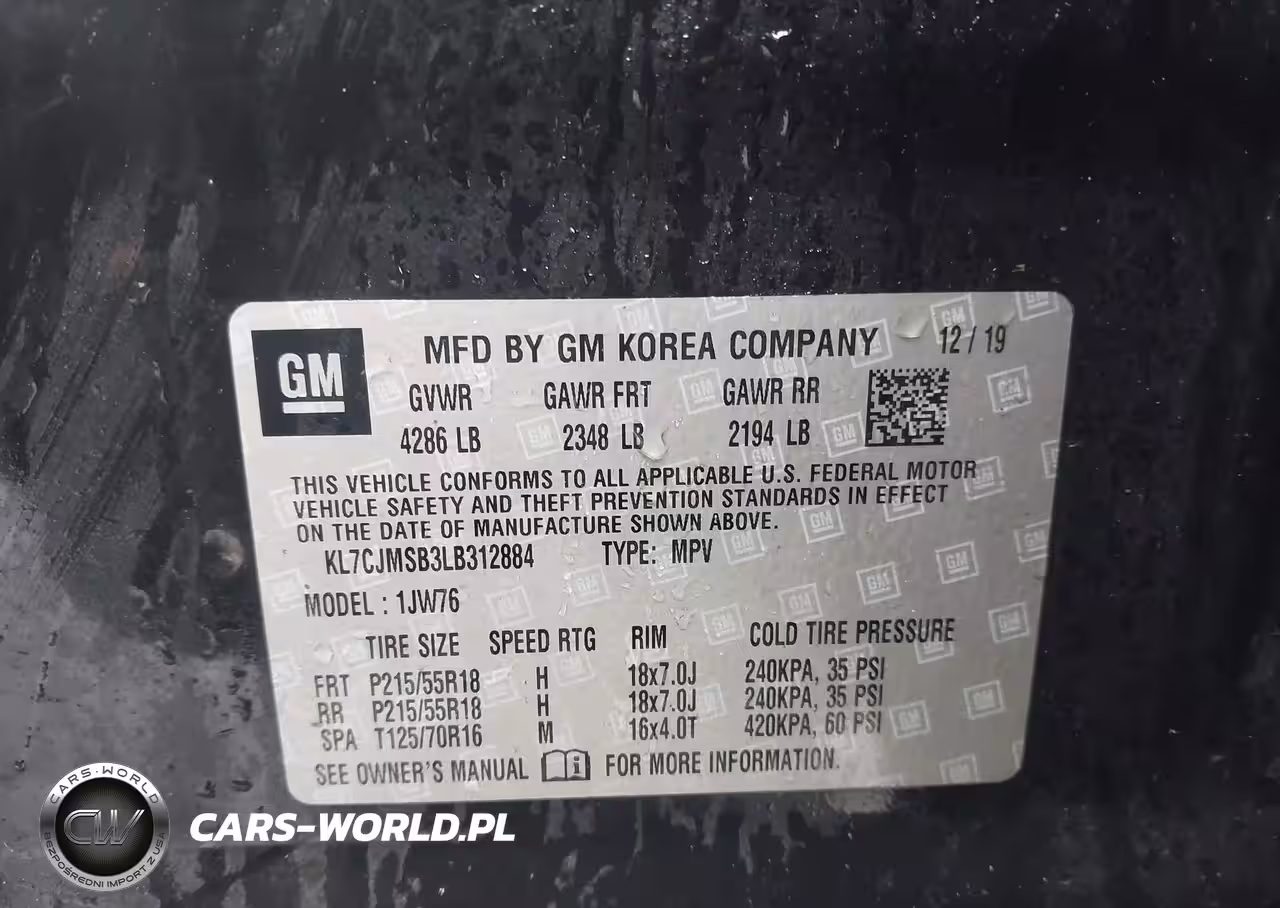 GM
MFD BY GM KOREA COMPANY 12 / 19
GVWR GAWR FRT GAWR RR
4286 LB 2348 LB 2194 LB
THIS VEHICLE CONFORMS TO ALL APPLICABLE U.S. FEDERAL MOTOR
VEHICLE SAFETY AND THEFT PREVENTION STANDARDS IN EFFECT
ON THE DATE OF MANUFACTURE SHOWN ABOVE.
KL7CJMSB3LB312884 TYPE: MPV
MODEL : 1JW76
TIRE SIZE SPEED RTG RIM COLD TIRE PRESSURE
FRT P215/55R18 H 18x7.0J 240KPA, 35 PSI
RR P215/55R18 H 18x7.0J 240KPA, 35 PSI
SPA T125/70R16 M 16x4.0T 420KPA, 60 PSI
SEE OWNER'S MANUAL i FOR MORE INFORMATION.
CARS-WORLD
CW
BEZPOŚREDNI IMPORT Z USA
CARS-WORLD.PL